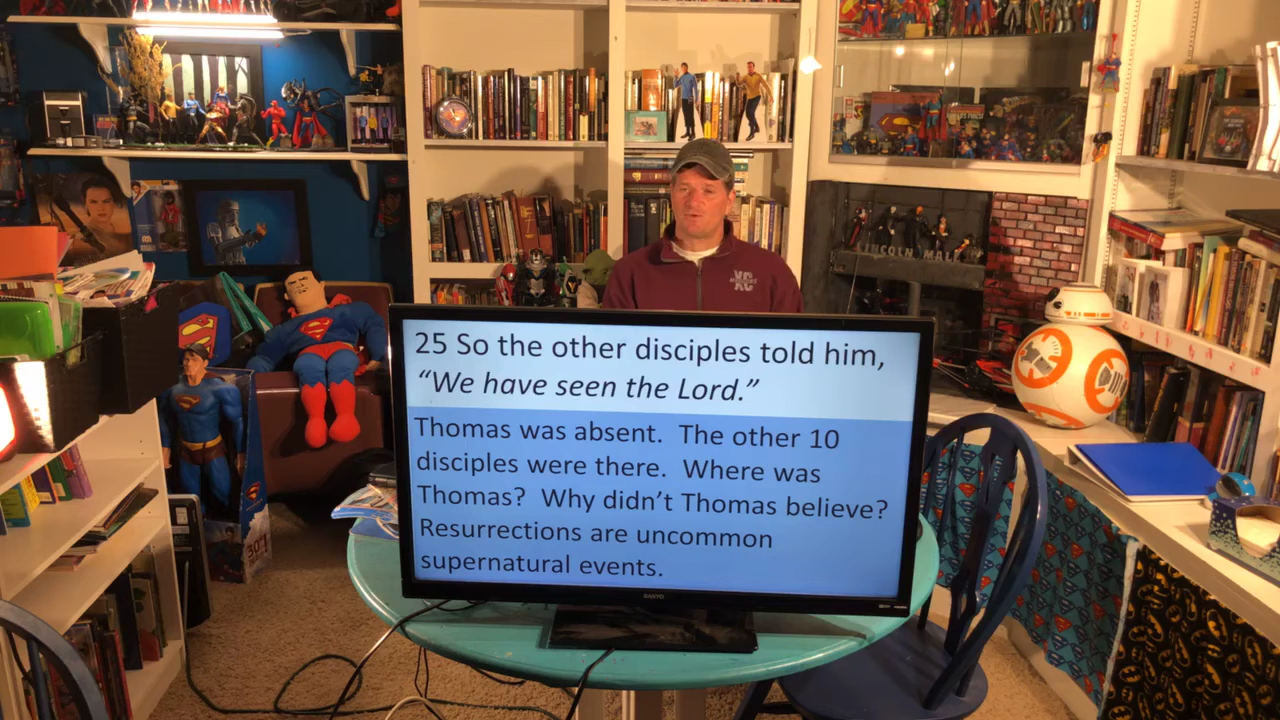 LINCOLN MALL
XC
25 So the other disciples told him,
“We have seen the Lord.”
Thomas was absent.  The other 10
disciples were there.  Where was
Thomas?  Why didn’t Thomas believe?
Resurrections are uncommon
supernatural events.
SANYO